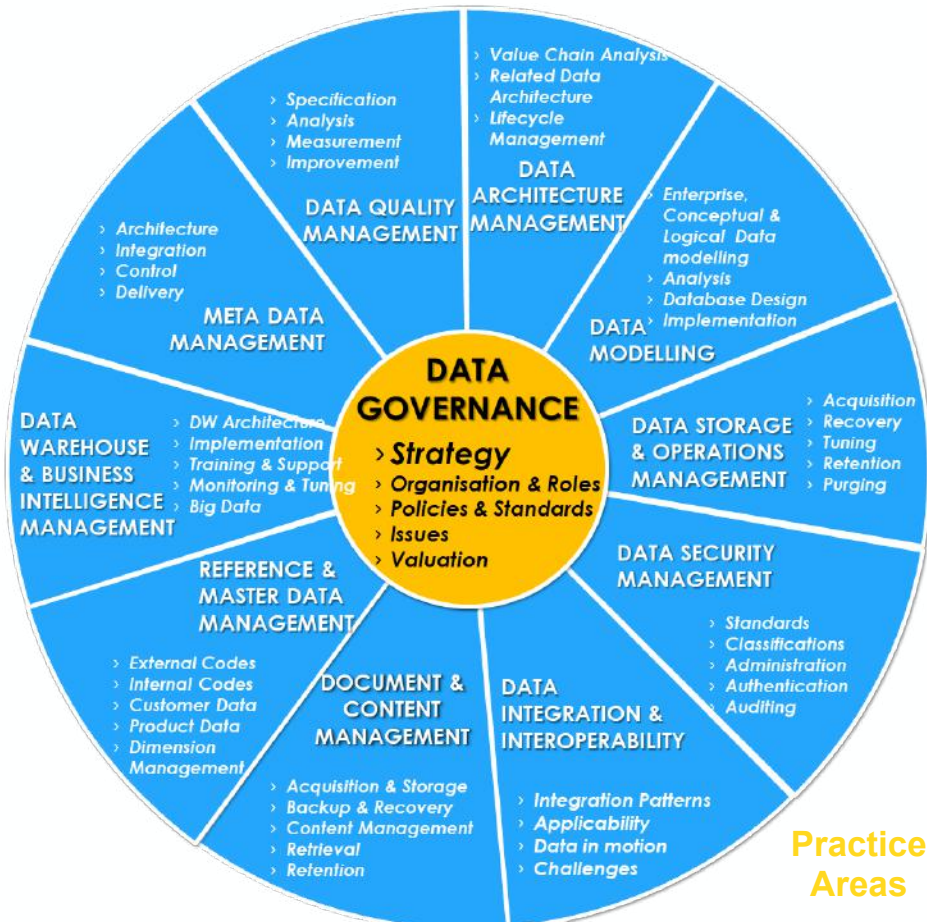 › Value Chain Analysis
› Related Data
Architecture
› Lifecycle
Management
DATA
ARCHITECTURE
MANAGEMENT
› Enterprise,
Conceptual &
Logical Data
modelling
› Analysis
› Database Design
› Implementation
DATA
MODELLING
› Acquisition
› Recovery
› Tuning
› Retention
› Purging
DATA STORAGE
& OPERATIONS
MANAGEMENT
DATA SECURITY
MANAGEMENT
› Standards
› Classifications
› Administration
› Authentication
› Auditing
DATA
INTEGRATION &
INTEROPERABILITY
› Integration Patterns
› Applicability
› Data in motion
› Challenges
DOCUMENT &
CONTENT
MANAGEMENT
› Acquisition & Storage
› Backup & Recovery
› Content Management
› Retrieval
› Retention
REFERENCE &
MASTER DATA
MANAGEMENT
› External Codes
› Internal Codes
› Customer Data
› Product Data
› Dimension
Management
DATA
WAREHOUSE
& BUSINESS
INTELLIGENCE
MANAGEMENT
› DW Architecture
› Implementation
› Training & Support
› Monitoring & Tuning
› Big Data
› Architecture
› Integration
› Control
› Delivery
META DATA
MANAGEMENT
› Specification
› Analysis
› Measurement
› Improvement
DATA QUALITY
MANAGEMENT
DATA
GOVERNANCE
› Strategy
› Organisation & Roles
› Policies & Standards
› Issues
› Valuation
Practice
Areas